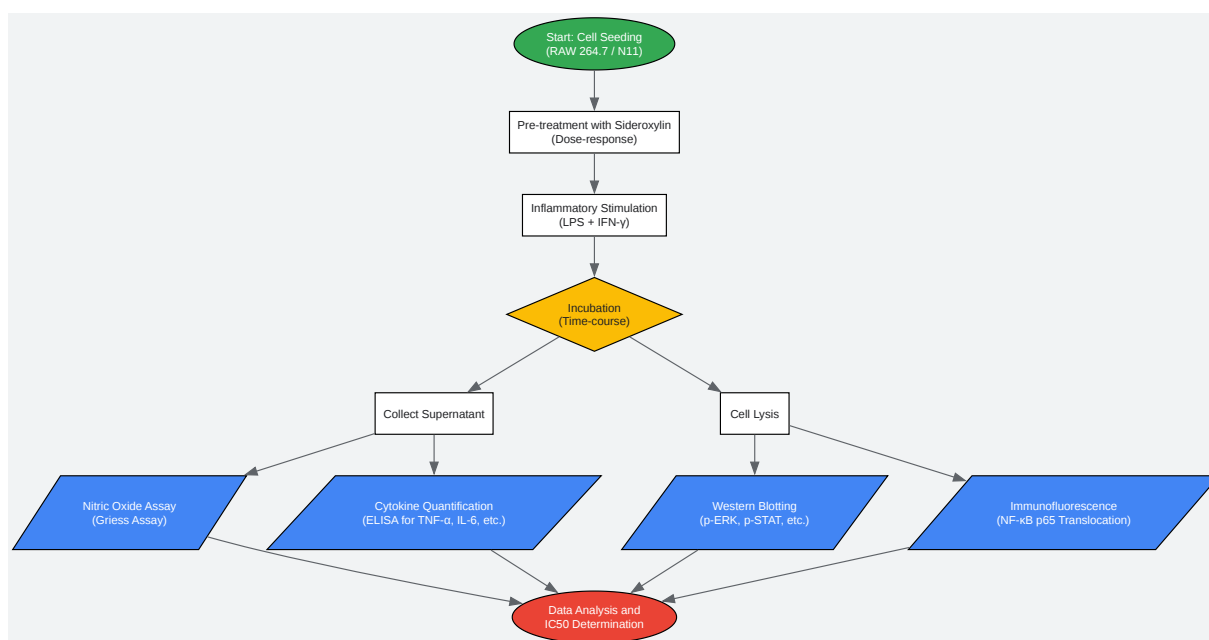 Start: Cell Seeding
(RAW 264.7 / N11)
Pre-treatment with Sideroxylin
(Dose-response)
Inflammatory Stimulation
(LPS + IFN-γ)
Incubation
(Time-course)
Collect Supernatant
Cell Lysis
Nitric Oxide Assay
(Griess Assay)
Cytokine Quantification
(ELISA for TNF-α, IL-6, etc.)
Western Blotting
(p-ERK, p-STAT, etc.)
Immunofluorescence
(NF-κB p65 Translocation)
Data Analysis and
IC50 Determination